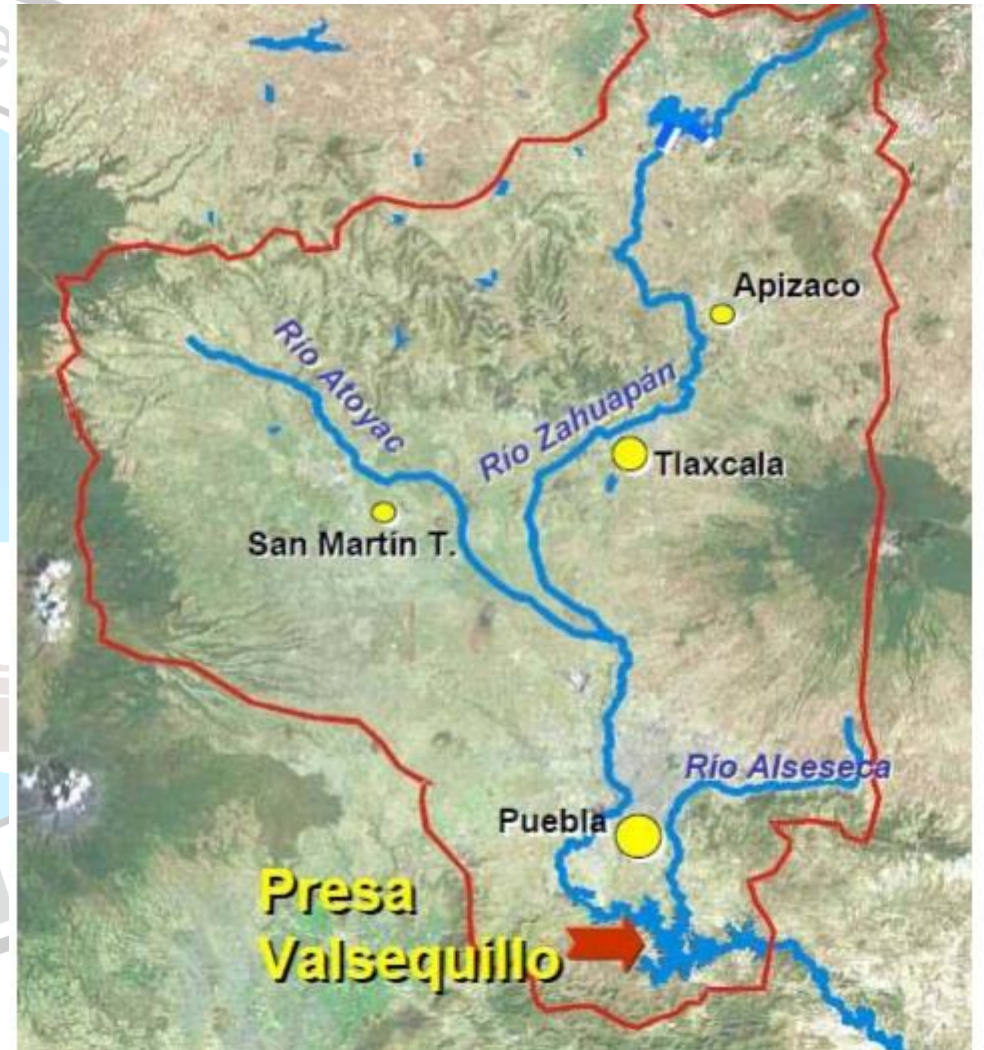 Apizaco
Río Atoyac
Río Zahuapán
Tlaxcala
San Martín T.
Río Alseseca
Puebla
Presa
Valsequillo